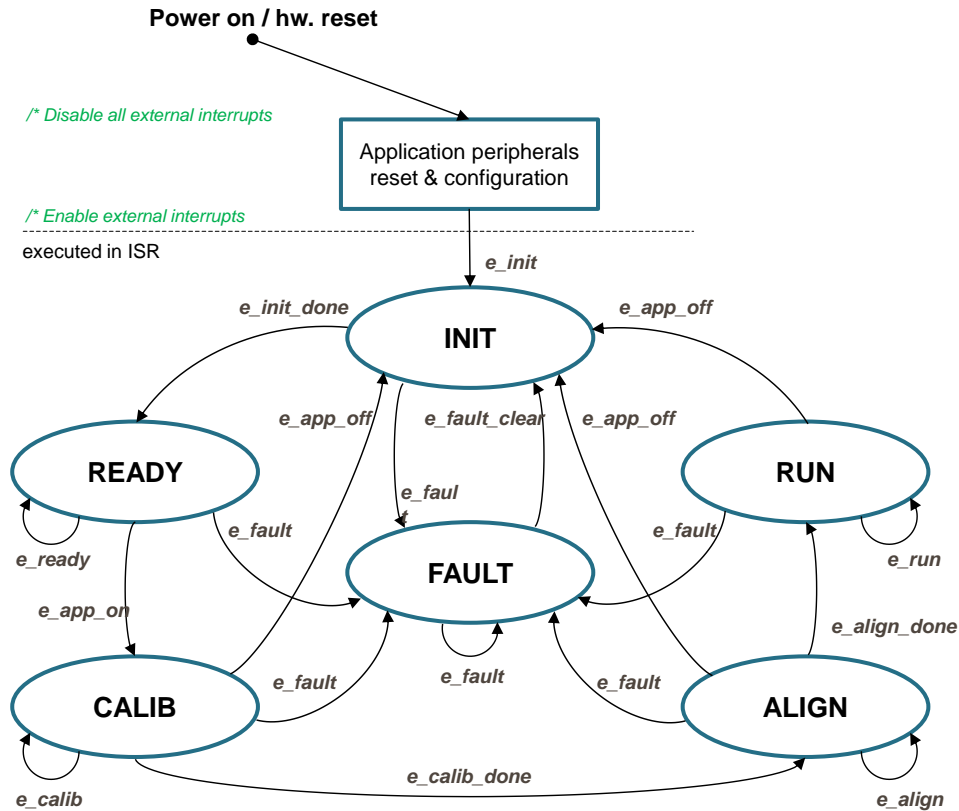 Power on / hw. reset
/* Disable all external interrupts
Application peripherals
reset & configuration
/* Enable external interrupts
executed in ISR
e_init
e_init_done
e_app_off
INIT
e_app_off
e_fault_clear
e_app_off
READY
RUN
e_faul
t
e_fault
e_fault
e_ready
e_run
FAULT
e_app_on
e_align_done
e_fault
e_fault
e_fault
CALIB
ALIGN
e_calib_done
e_calib
e_align